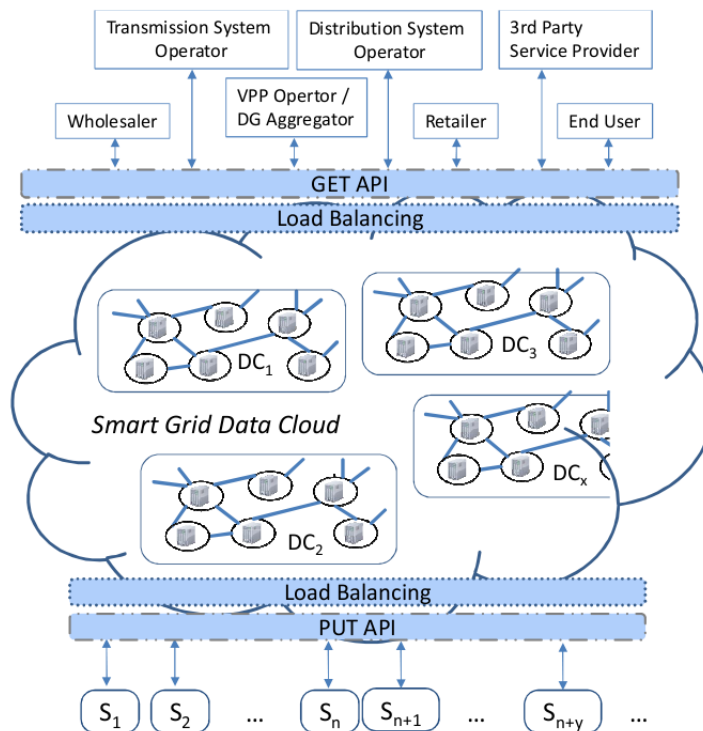 Transmission System
Operator
Distribution System
Operator
3rd Party
Service Provider
Wholesaler
VPP Opertor /
DG Aggregator
Retailer
End User
GET API
Load Balancing
DC₁
DC₃
Smart Grid Data Cloud
DCₓ
DC₂
Load Balancing
PUT API
S₁ S₂ ... Sₙ Sₙ₊₁ ... Sₙ₊y ...